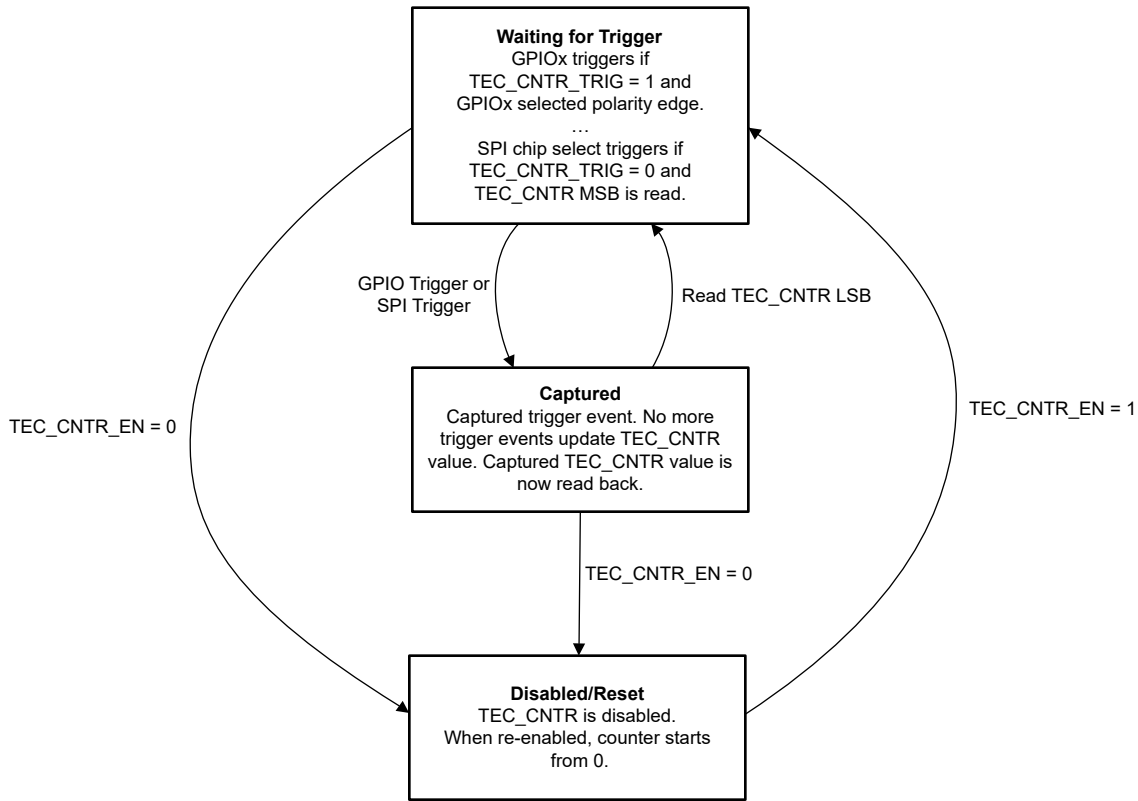 Waiting for Trigger
GPIOx triggers if
TEC_CNTR_TRIG = 1 and
GPIOx selected polarity edge.
…
SPI chip select triggers if
TEC_CNTR_TRIG = 0 and
TEC_CNTR MSB is read.
GPIO Trigger or
SPI Trigger
Read TEC_CNTR LSB
Captured
Captured trigger event. No more
trigger events update TEC_CNTR
value. Captured TEC_CNTR value is
now read back.
TEC_CNTR_EN = 0
TEC_CNTR_EN = 1
TEC_CNTR_EN = 0
Disabled/Reset
TEC_CNTR is disabled.
When re-enabled, counter starts
from 0.